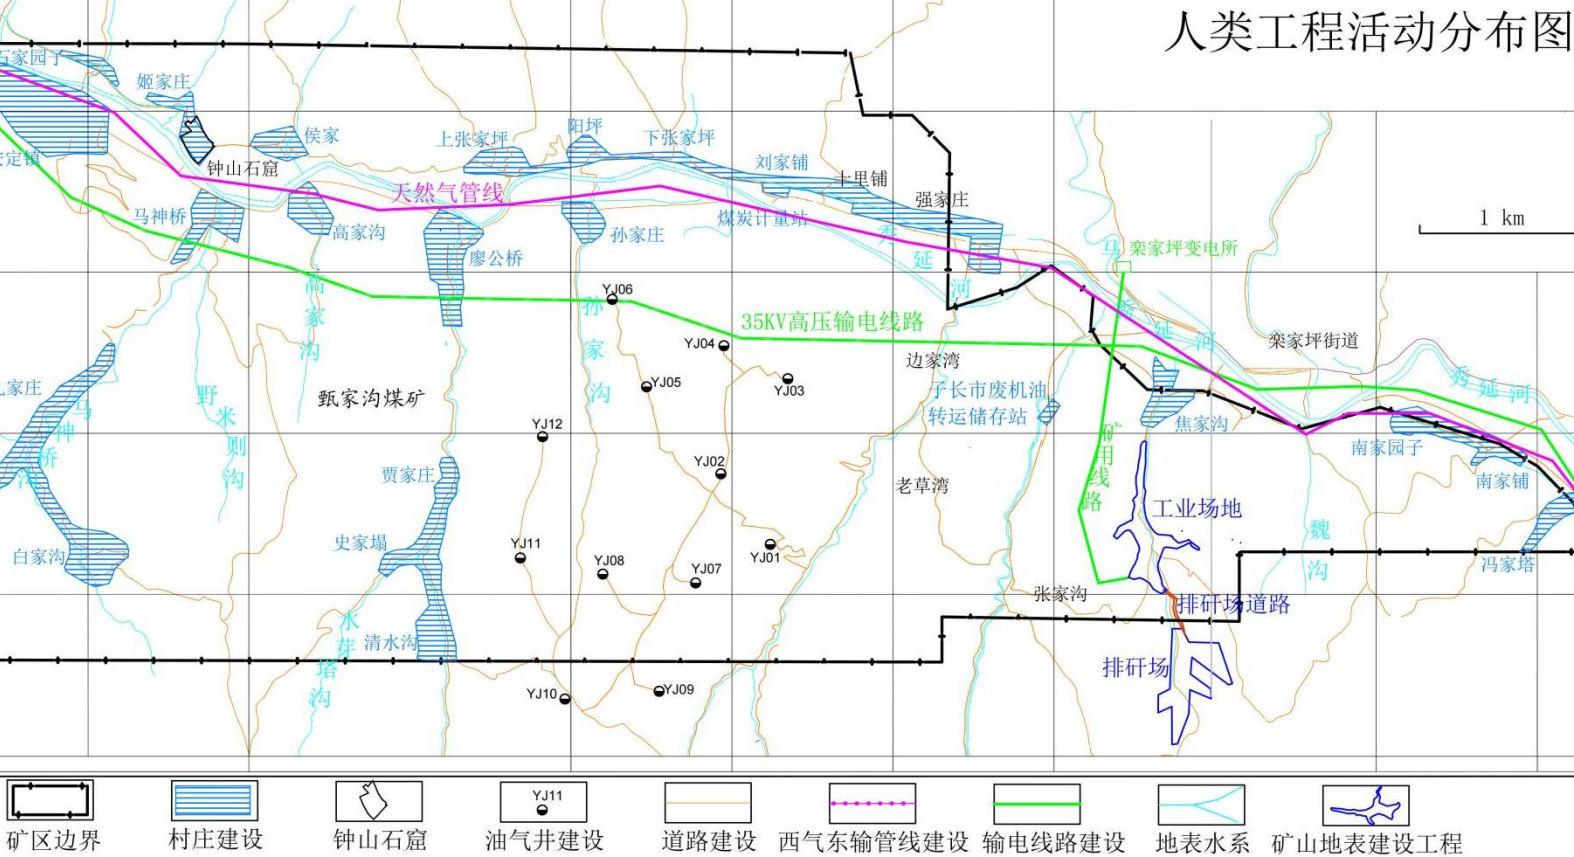 人类工程活动分布图
石家园子
姬家庄
侯家
上张家坪
阳坪
下张家坪
刘家铺
十里铺
强家庄
安定镇
钟山石窟
天然气管线
马神桥
高家沟
廖公桥
孙家庄
煤炭计量站
秀延河
1 km
马
栾家坪变电所
高家沟
YJ06
孙家沟
35KV高压输电线路
YJ04
YJ05
YJ03
边家湾
秀延河
栾家坪街道
秀延河
孔家庄
马神桥沟
野米则沟
甄家沟煤矿
子长市废机油
转运储存站
焦家沟
南家园子
南家铺
YJ12
YJ02
贾家庄
老草湾
矿用线路
工业场地
白家沟
史家塌
YJ11
YJ08
YJ07
YJ01
魏沟
冯家塔
张家沟
排矸场道路
水芽塔沟
清水沟
YJ10
YJ09
排矸场
YJ11
矿区边界
村庄建设
钟山石窟
油气井建设
道路建设
西气东输管线建设
输电线路建设
地表水系
矿山地表建设工程